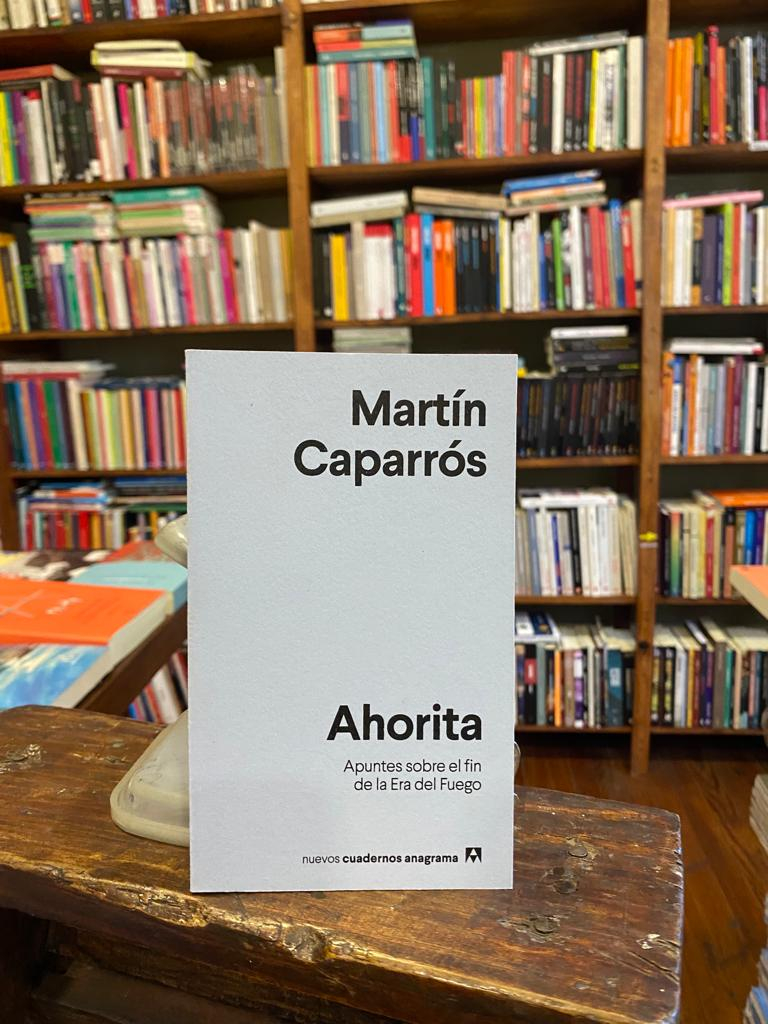 Martín
Caparrós
Ahorita
Apuntes sobre el fin
de la Era del Fuego
nuevos cuadernos anagrama